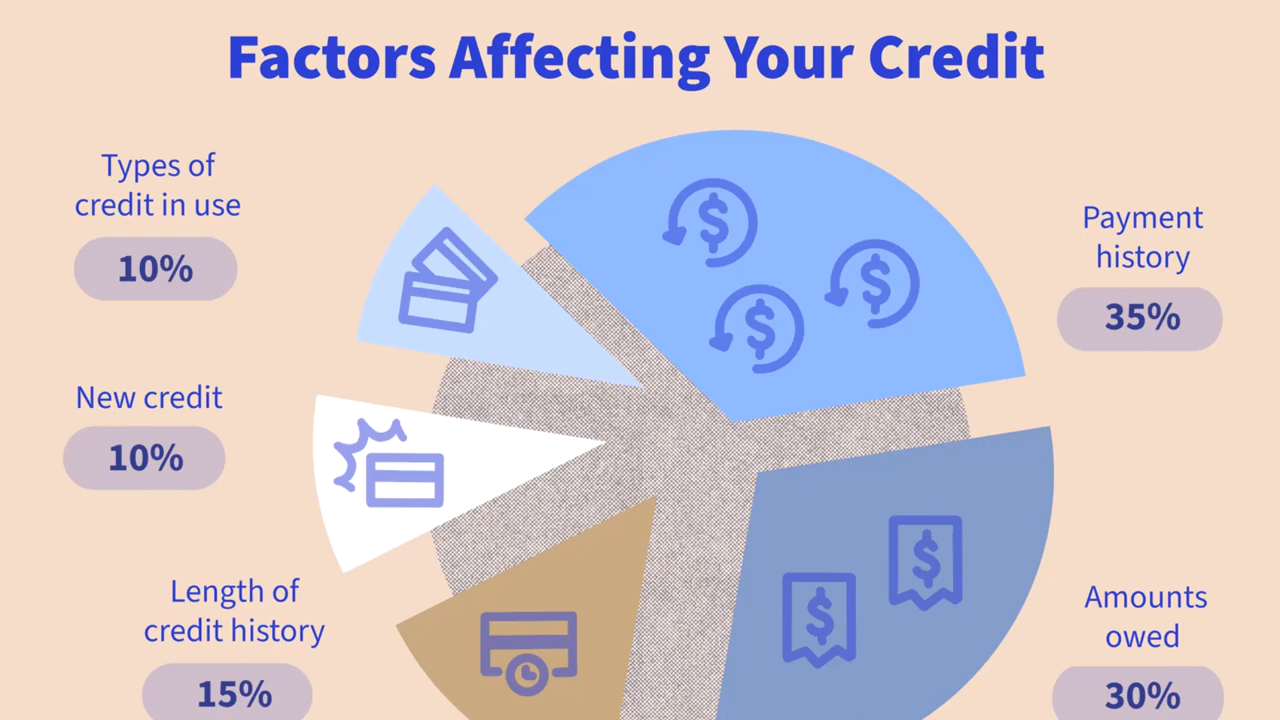 Factors Affecting Your Credit
Types of
credit in use
10%
Payment
history
35%
New credit
10%
Length of
credit history
15%
Amounts
owed
30%